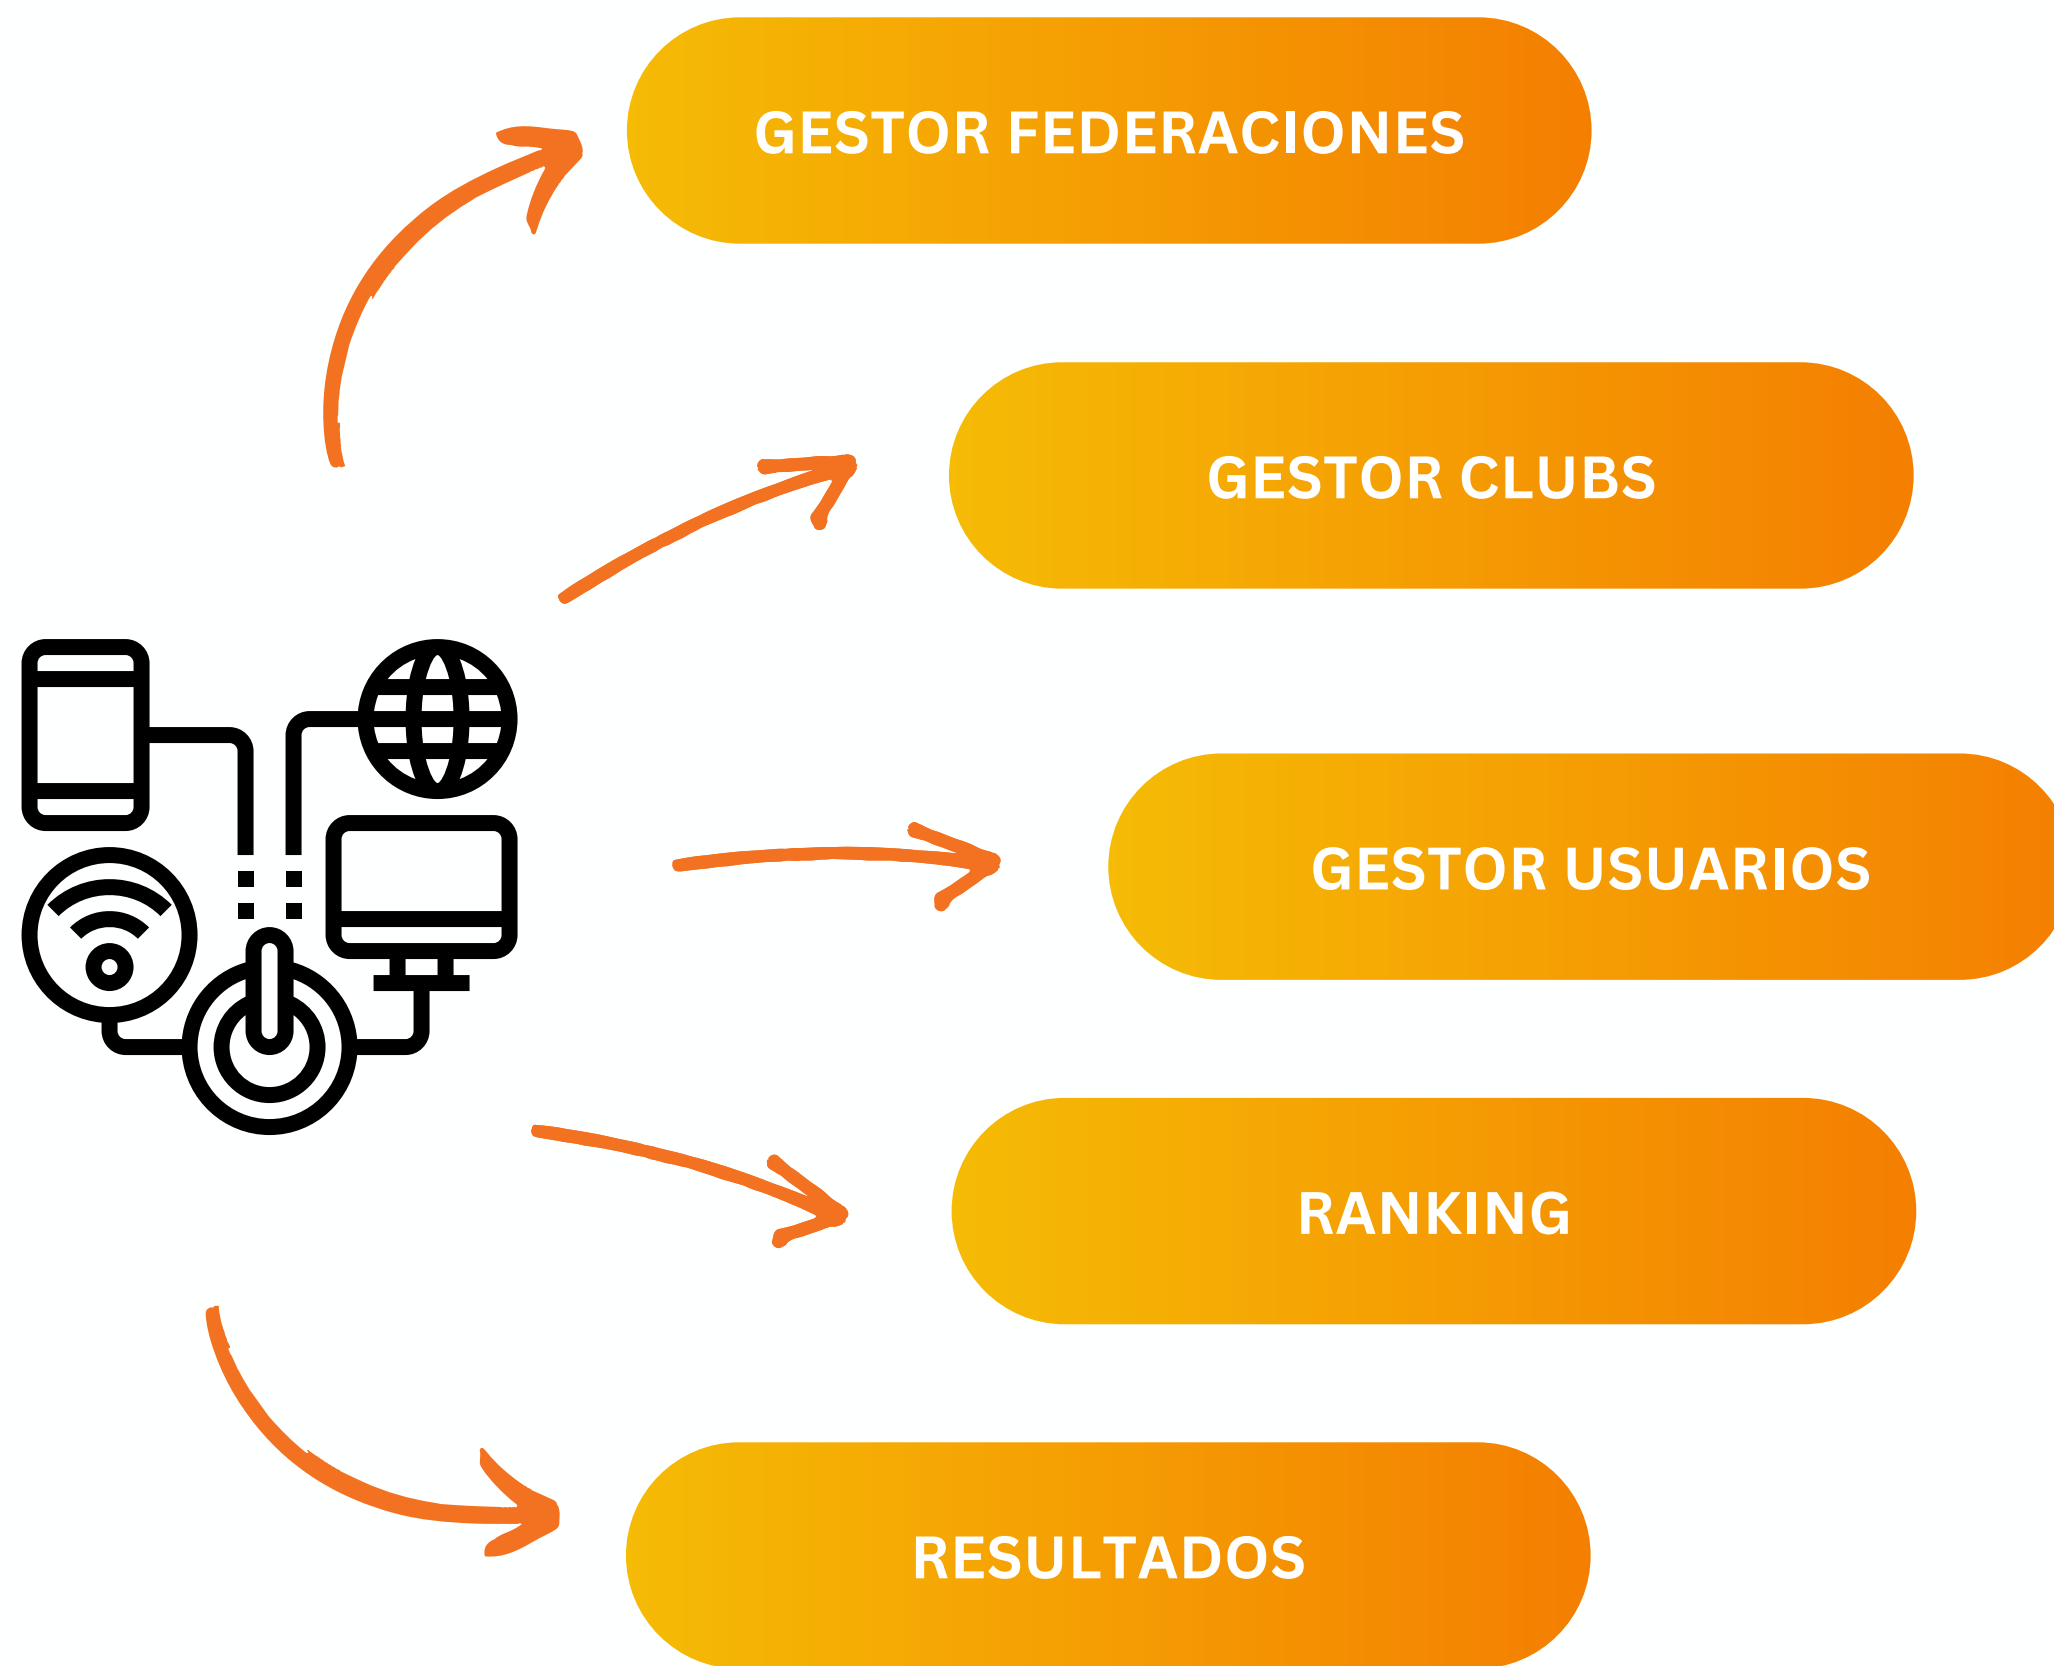 GESTOR FEDERACIONES
GESTOR CLUBS
GESTOR USUARIOS
RANKING
RESULTADOS